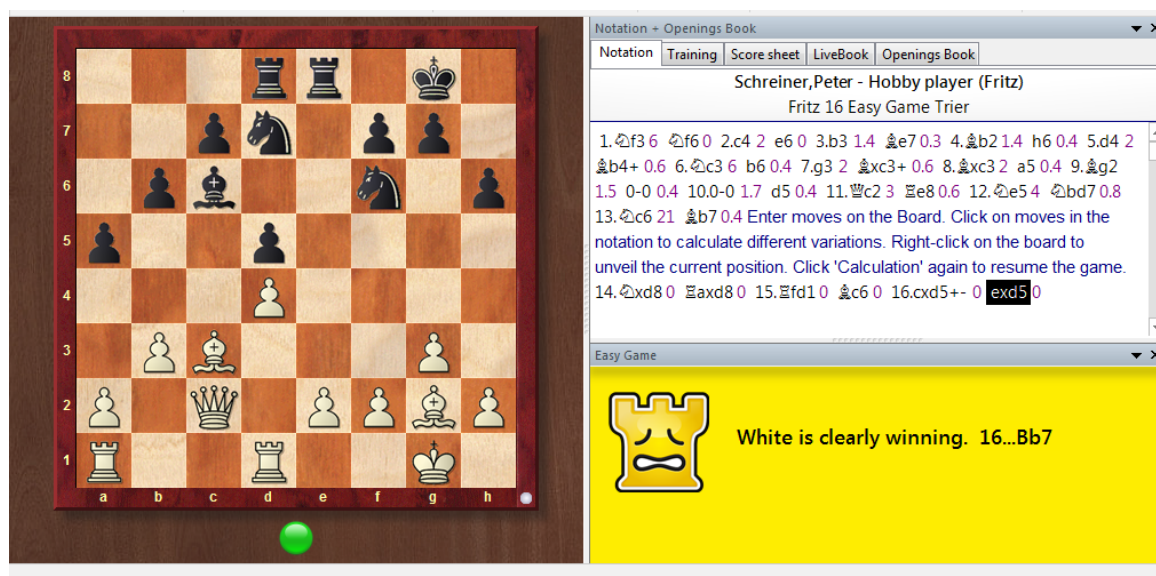 Notation + Openings Book
Notation Training Score sheet LiveBook Openings Book
Schreiner,Peter - Hobby player (Fritz)
Fritz 16 Easy Game Trier
1.♘f3 6 ♘f6 0 2.c4 2 e6 0 3.b3 1.4 ♗e7 0.3 4.♗b2 1.4 h6 0.4 5.d4 2
♗b4+ 0.6 6.♘c3 6 b6 0.4 7.g3 2 ♗xc3+ 0.6 8.♗xc3 2 a5 0.4 9.♗g2
1.5 0-0 0.4 10.0-0 1.7 d5 0.4 11.♕c2 3 ♖e8 0.6 12.♘e5 4 ♘bd7 0.8
13.♘c6 21 ♗b7 0.4 Enter moves on the Board. Click on moves in the
notation to calculate different variations. Right-click on the board to
unveil the current position. Click 'Calculation' again to resume the game.
14.♘xd8 0 ♖axd8 0 15.♖fd1 0 ♗c6 0 16.cxd5+- 0 exd5 0
Easy Game
White is clearly winning. 16...Bb7
8
7
6
5
4
3
2
1
a b c d e f g h